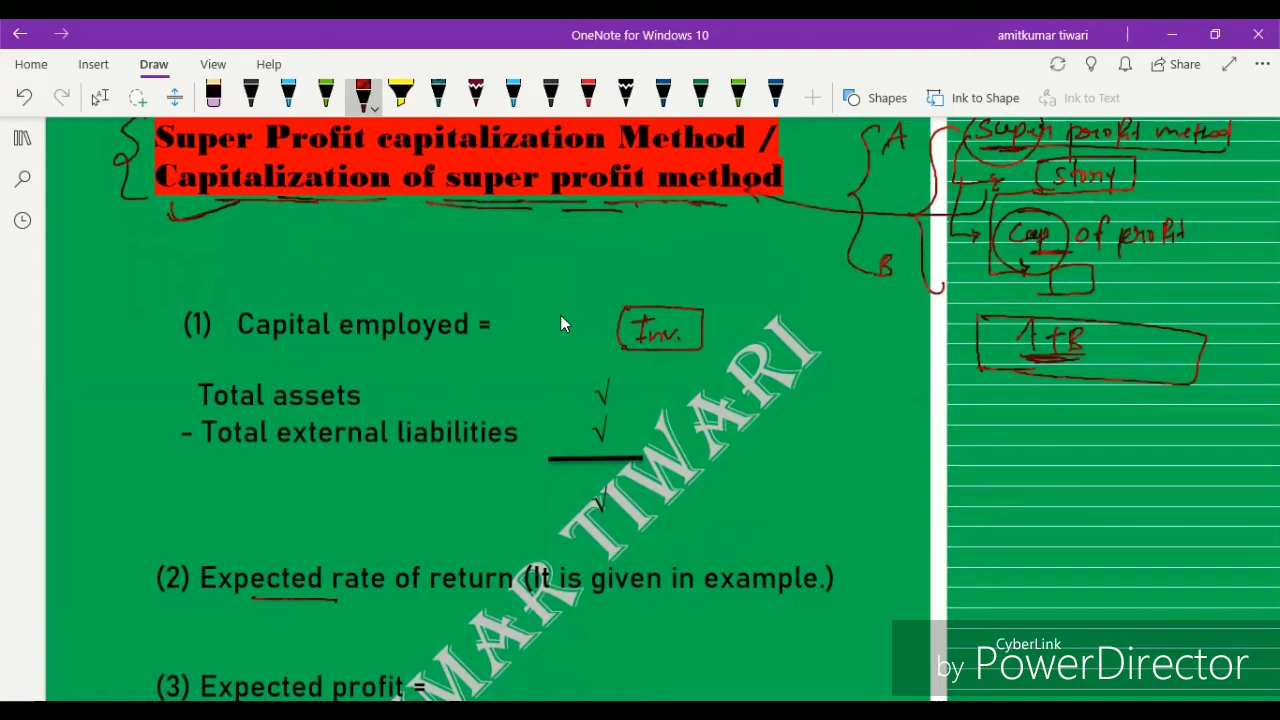 OneNote for Windows 10
amitkumar tiwari
Home Insert Draw View Help
Share
Shapes
Ink to Shape
Ink to Text
Super Profit capitalization Method /
Capitalization of super profit method
A
B
Super profit method
Story
Cap of profit
A+B
(1) Capital employed =
Inv.
Total assets √
- Total external liabilities √
√
(2) Expected rate of return (It is given in example.)
(3) Expected profit =
MAR TIWARI
CyberLink
by PowerDirector